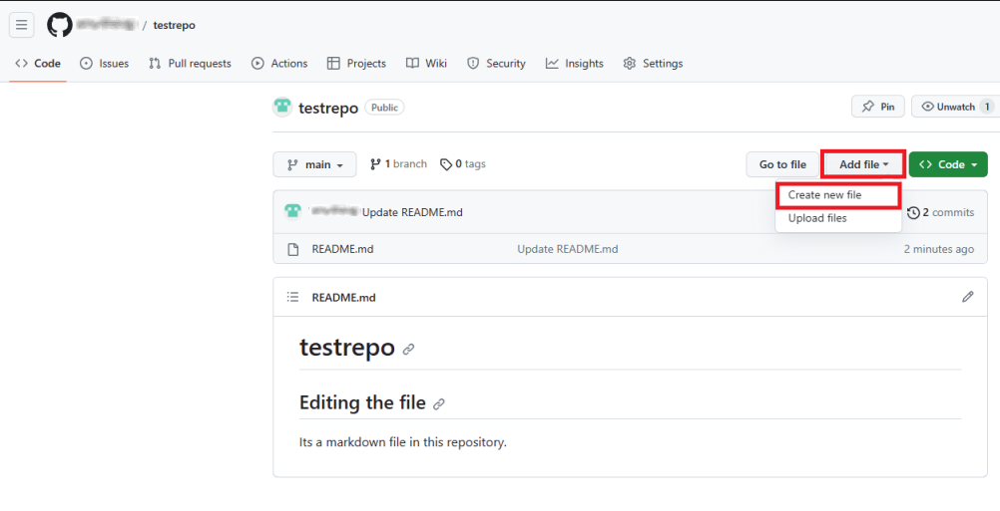 / testrepo
Code Issues Pull requests Actions Projects Wiki Security Insights Settings
testrepo Public Pin Unwatch 1
main 1 branch 0 tags Go to file Add file Code
Create new file
Upload files
Update README.md 2 commits
README.md Update README.md 2 minutes ago
README.md
testrepo
Editing the file
Its a markdown file in this repository.